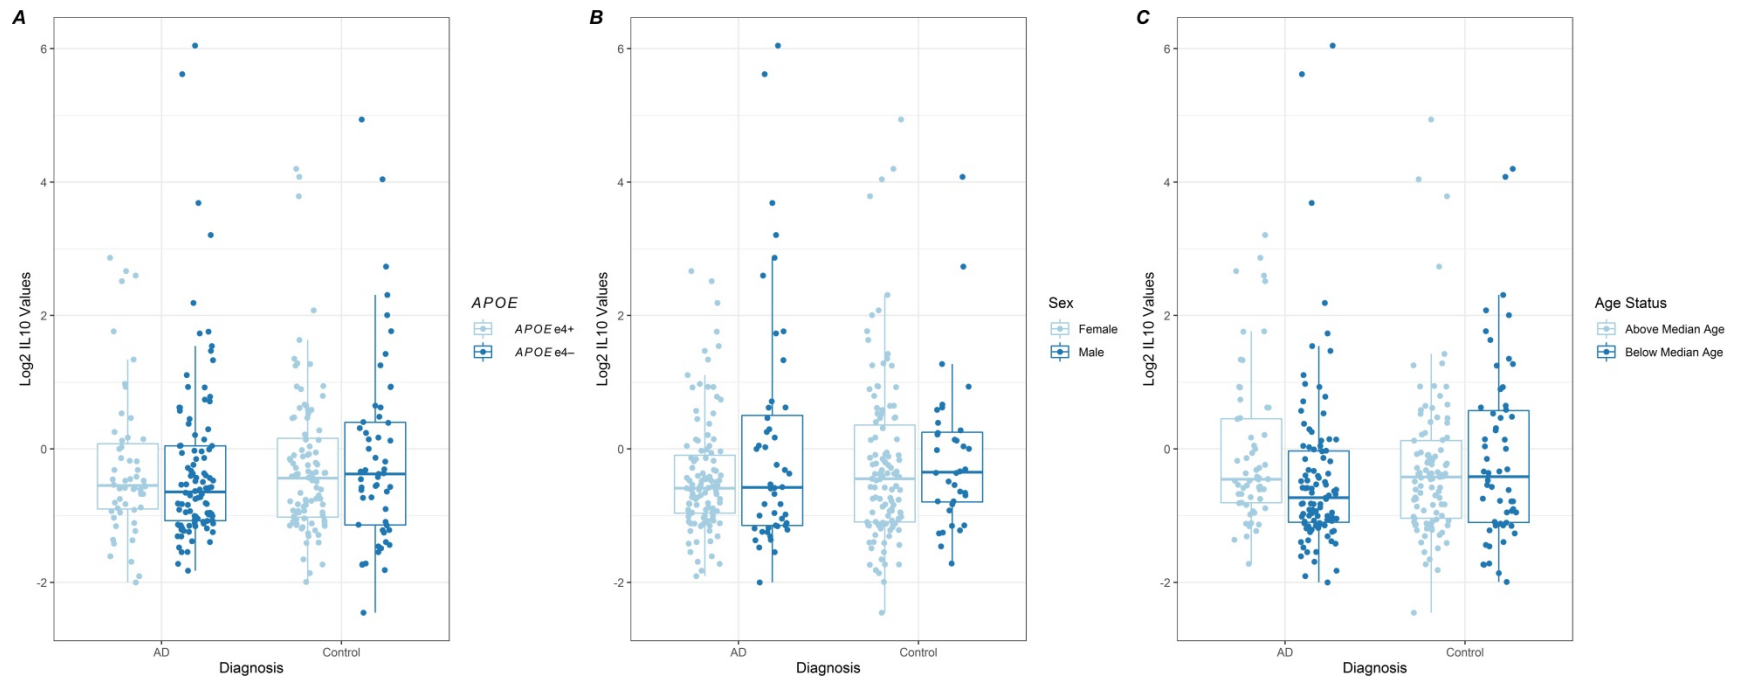 A
Log2 IL10 Values
6
4
2
0
-2
AD
Control
Diagnosis
APOE
APOE e4+
APOE e4–
B
Log2 IL10 Values
6
4
2
0
-2
AD
Control
Diagnosis
Sex
Female
Male
C
Log2 IL10 Values
6
4
2
0
-2
AD
Control
Diagnosis
Age Status
Above Median Age
Below Median Age